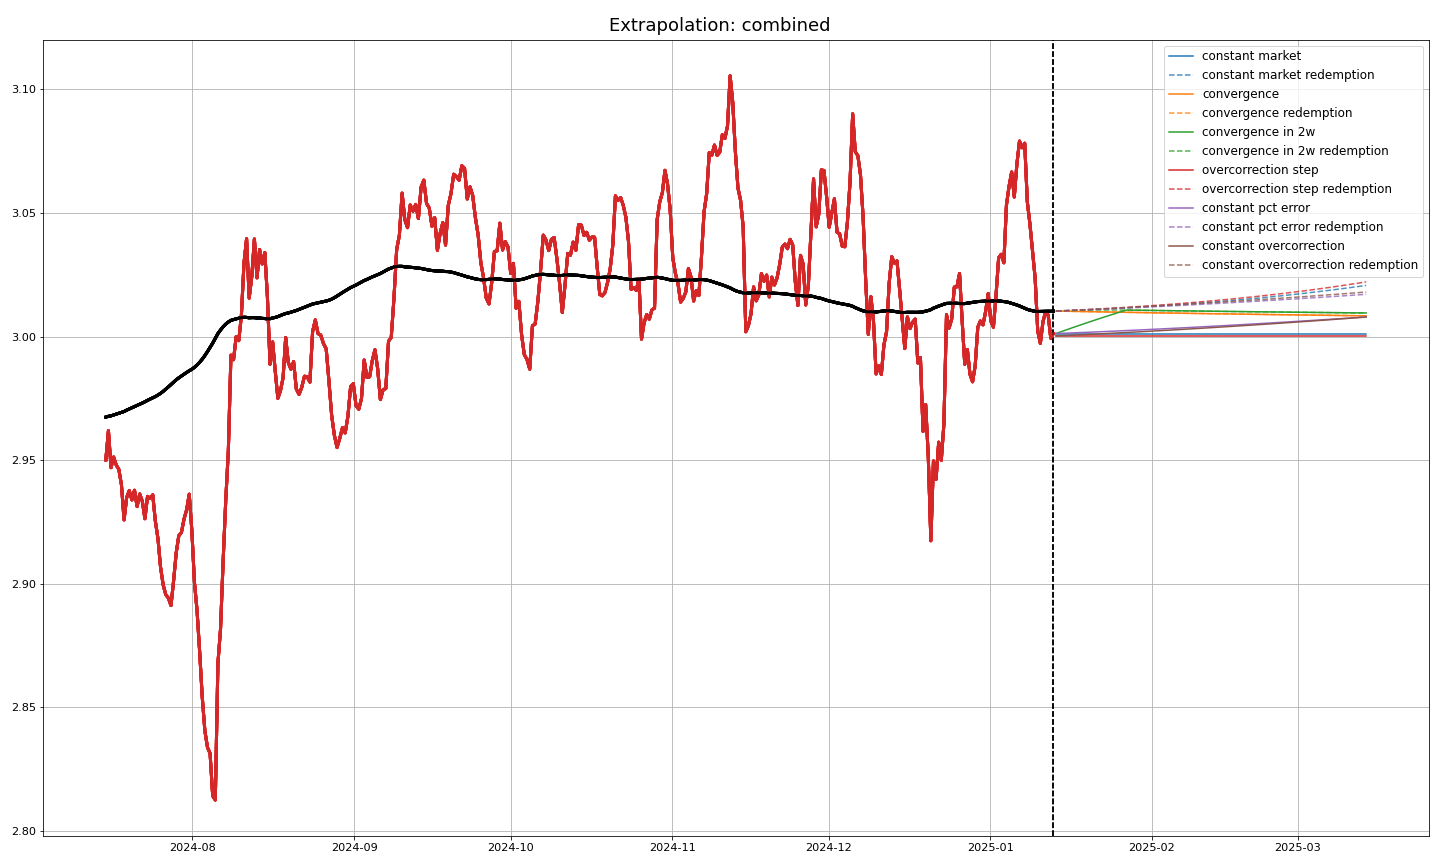 Extrapolation: combined
constant market
constant market redemption
convergence
convergence redemption
convergence in 2w
convergence in 2w redemption
overcorrection step
overcorrection step redemption
constant pct error
constant pct error redemption
constant overcorrection
constant overcorrection redemption
3.10
3.05
3.00
2.95
2.90
2.85
2.80
2024-08 2024-09 2024-10 2024-11 2024-12 2025-01 2025-02 2025-03